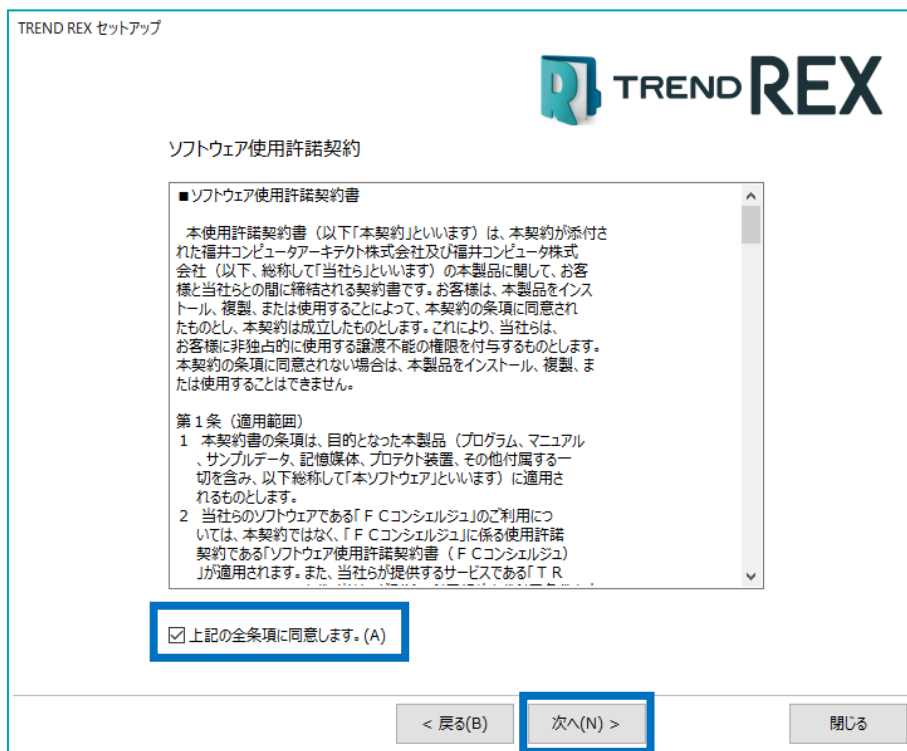 TREND REX セットアップ
TREND REX
ソフトウェア使用許諾契約
■ソフトウェア使用許諾契約書
本使用許諾契約書（以下「本契約」といいます）は、本契約が添付さ
れた福井コンピュータアーキテクト株式会社及び福井コンピュータ株式
会社（以下、総称して「当社ら」といいます）の本製品に関して、お客
様と当社らとの間に締結される契約書です。お客様は、本製品をインス
トール、複製、または使用することによって、本契約の条項に同意され
たものとし、本契約は成立したものとします。これにより、当社らは、
お客様に非独占的に使用する譲渡不能の権限を付与するものとします。
本契約の条項に同意されない場合は、本製品をインストール、複製、ま
たは使用することはできません。
第１条（適用範囲）
１　本契約書の条項は、目的となった本製品（プログラム、マニュアル
、サンプルデータ、記憶媒体、プロテクト装置、その他付属する一
切を含み、以下総称して「本ソフトウェア」といいます）に適用さ
れるものとします。
２　当社らのソフトウェアである「ＦＣコンシェルジュ」のご利用につ
いては、本契約ではなく、「ＦＣコンシェルジュ」に係る使用許諾
契約である「ソフトウェア使用許諾契約書（ＦＣコンシェルジュ）
」が適用されます。また、当社らが提供するサービスである「ＴＲ
上記の全条項に同意します。(A)
< 戻る(B)
次へ(N) >
閉じる